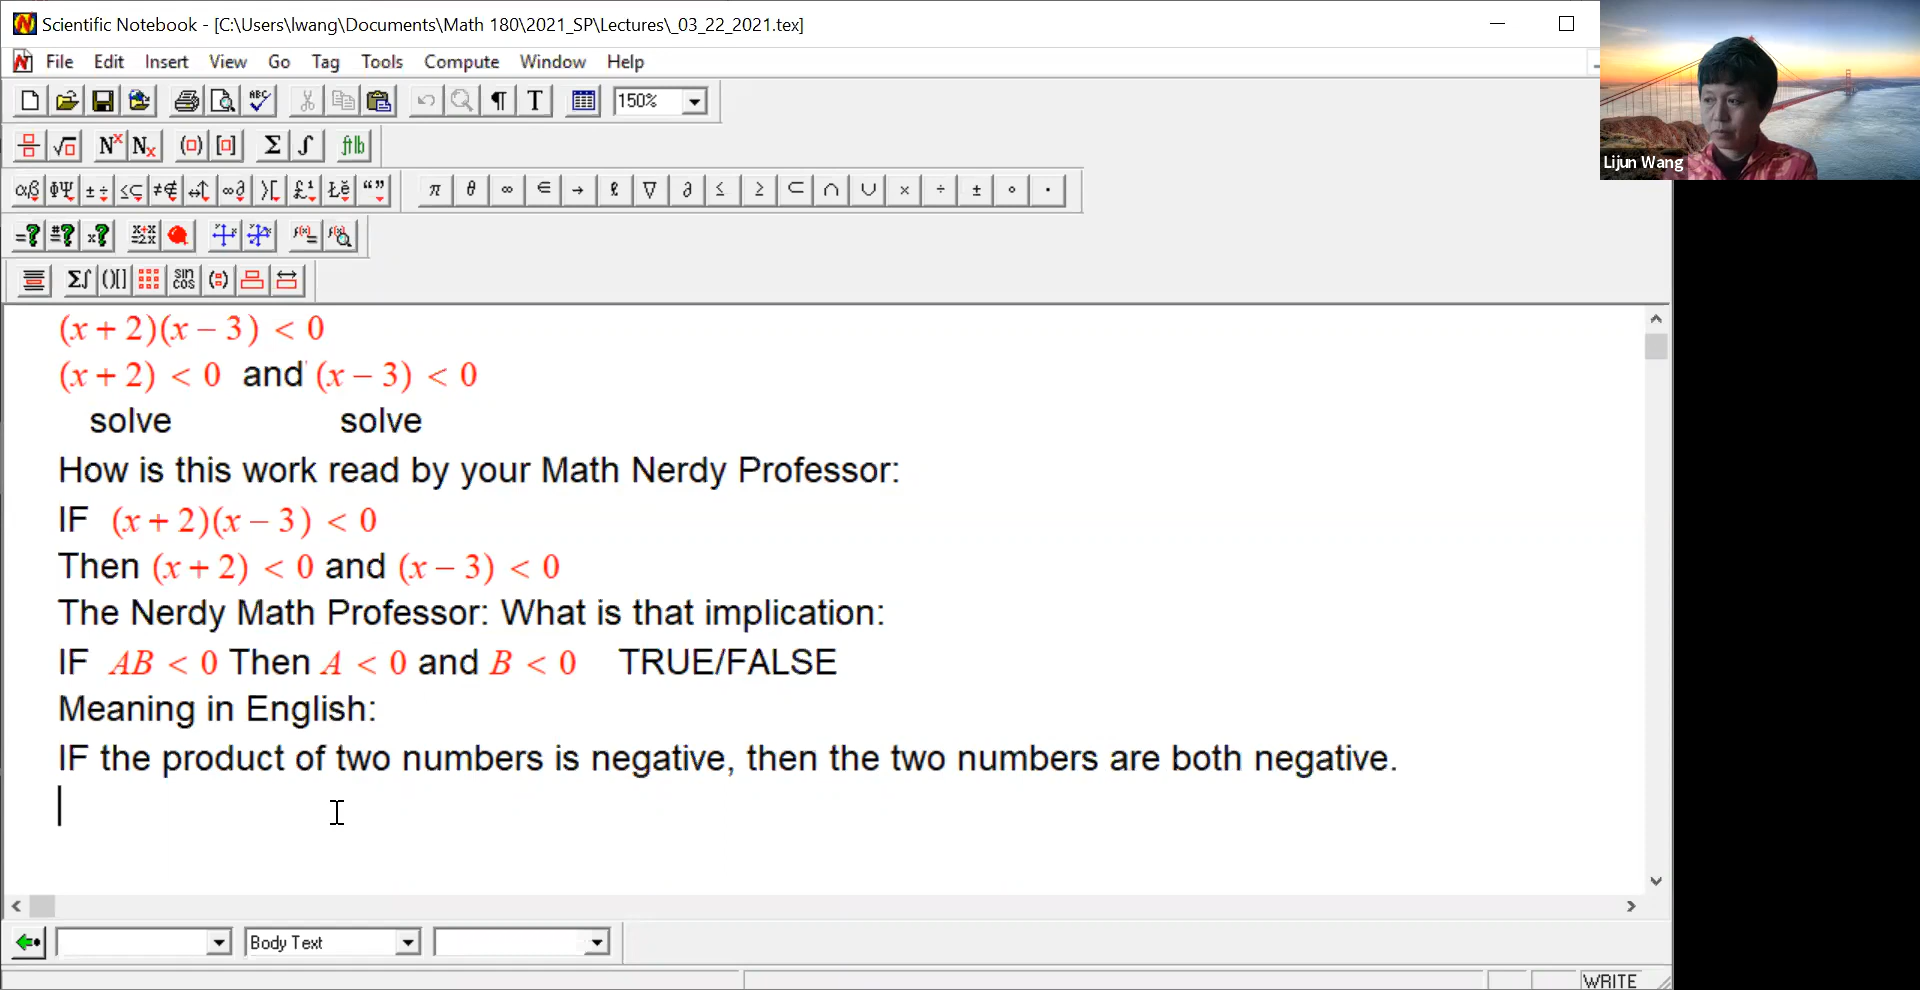 Scientific Notebook - [C:\Users\lwang\Documents\Math 180\2021_SP\Lectures\_03_22_2021.tex]
File Edit Insert View Go Tag Tools Compute Window Help
150%
Lijun Wang
(x + 2)(x − 3) < 0
(x + 2) < 0 and (x − 3) < 0
solve solve
How is this work read by your Math Nerdy Professor:
IF (x + 2)(x − 3) < 0
Then (x + 2) < 0 and (x − 3) < 0
The Nerdy Math Professor: What is that implication:
IF AB < 0 Then A < 0 and B < 0 TRUE/FALSE
Meaning in English:
IF the product of two numbers is negative, then the two numbers are both negative.
Body Text
WRITE